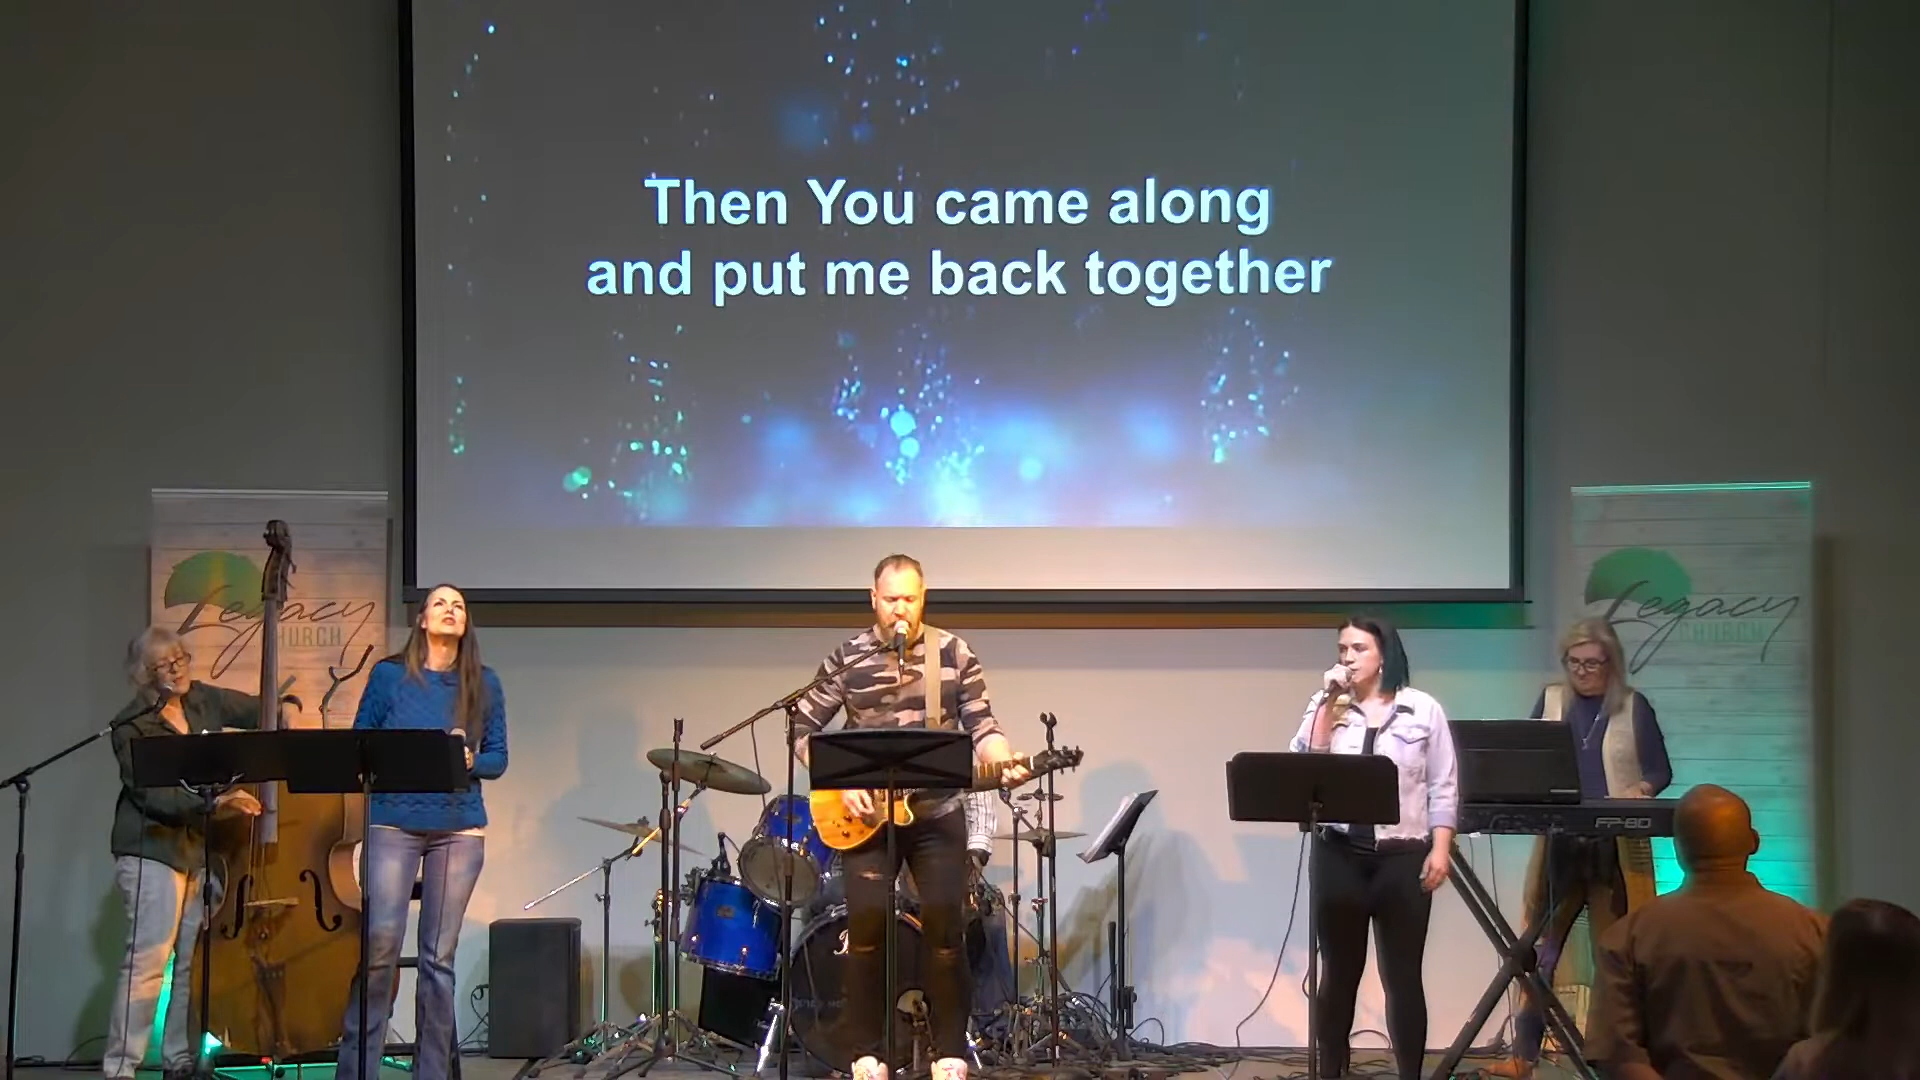 Then You came along
and put me back together
Legacy
CHURCH
Legacy
CHURCH
FP-80